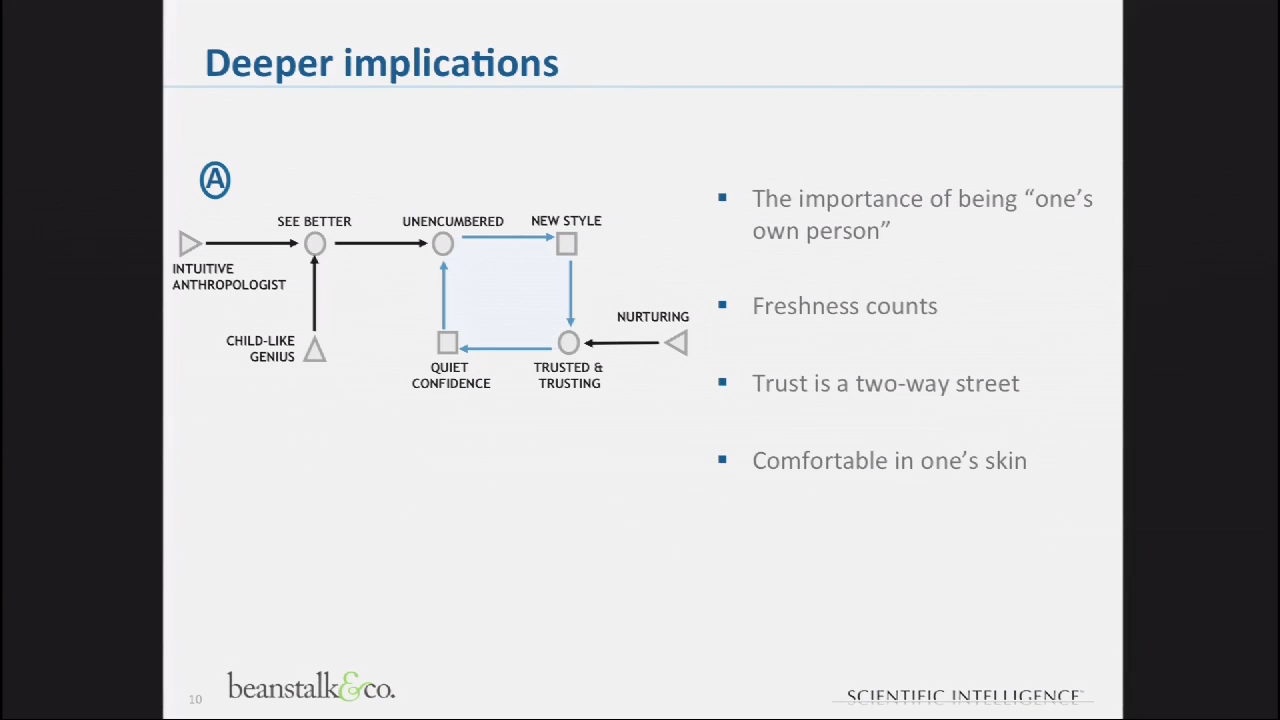 Deeper implications
A
SEE BETTER
UNENCUMBERED
NEW STYLE
INTUITIVE
ANTHROPOLOGIST
NURTURING
CHILD-LIKE
GENIUS
QUIET
CONFIDENCE
TRUSTED &
TRUSTING
The importance of being “one’s
own person”
Freshness counts
Trust is a two-way street
Comfortable in one’s skin
10
beanstalk&co.
SCIENTIFIC INTELLIGENCE™